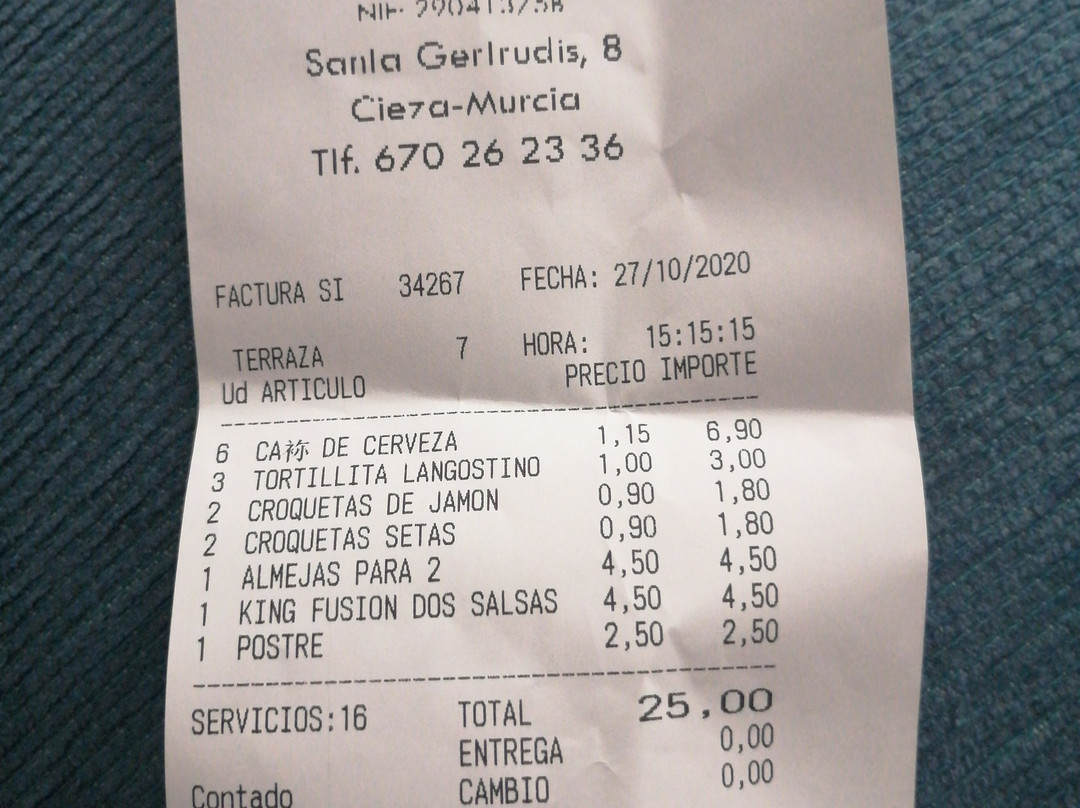 Santa Gertrudis, 8
Cieza-Murcia
Tlf. 670 26 23 36
FACTURA SI 34267 FECHA: 27/10/2020
TERRAZA 7 HORA: 15:15:15
Ud ARTICULO PRECIO IMPORTE
6 CA祢 DE CERVEZA 1,15 6,90
3 TORTILLITA LANGOSTINO 1,00 3,00
2 CROQUETAS DE JAMON 0,90 1,80
2 CROQUETAS SETAS 0,90 1,80
1 ALMEJAS PARA 2 4,50 4,50
1 KING FUSION DOS SALSAS 4,50 4,50
1 POSTRE 2,50 2,50
SERVICIOS:16 TOTAL 25,00
ENTREGA 0,00
Contado CAMBIO 0,00